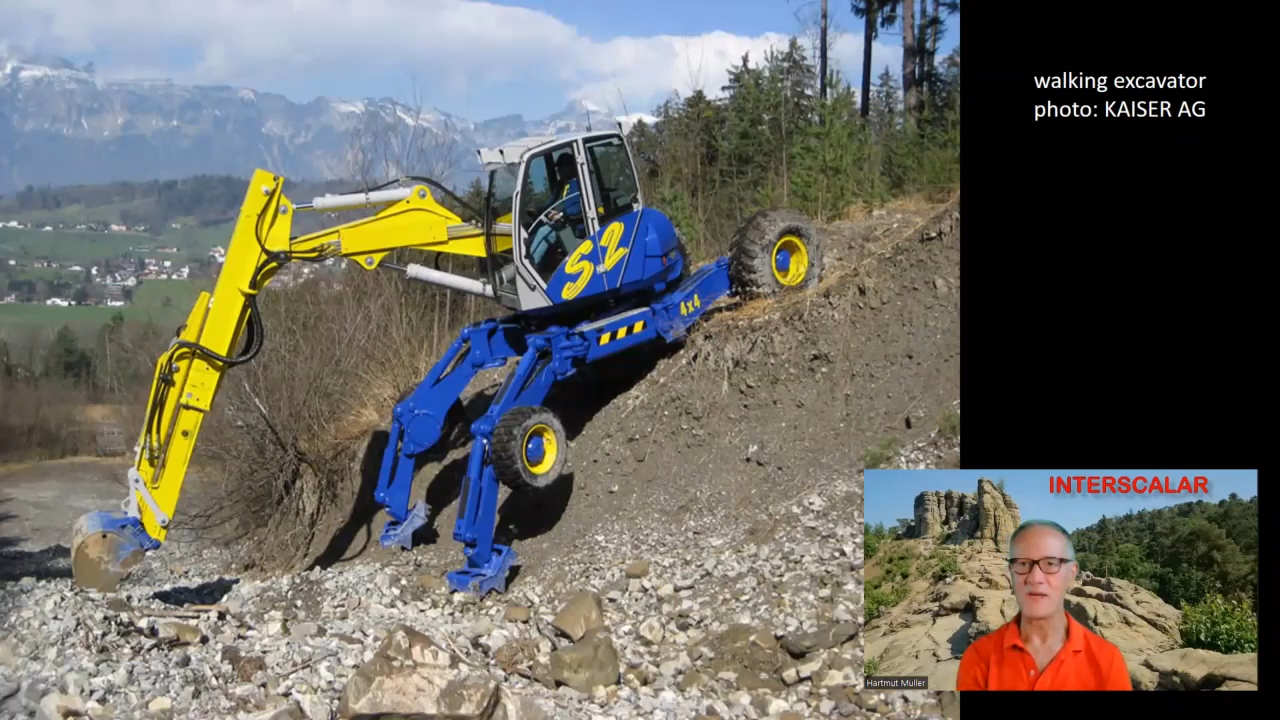 walking excavator
photo: KAISER AG
S2
4x4
INTERSCALAR
Hartmut Muller